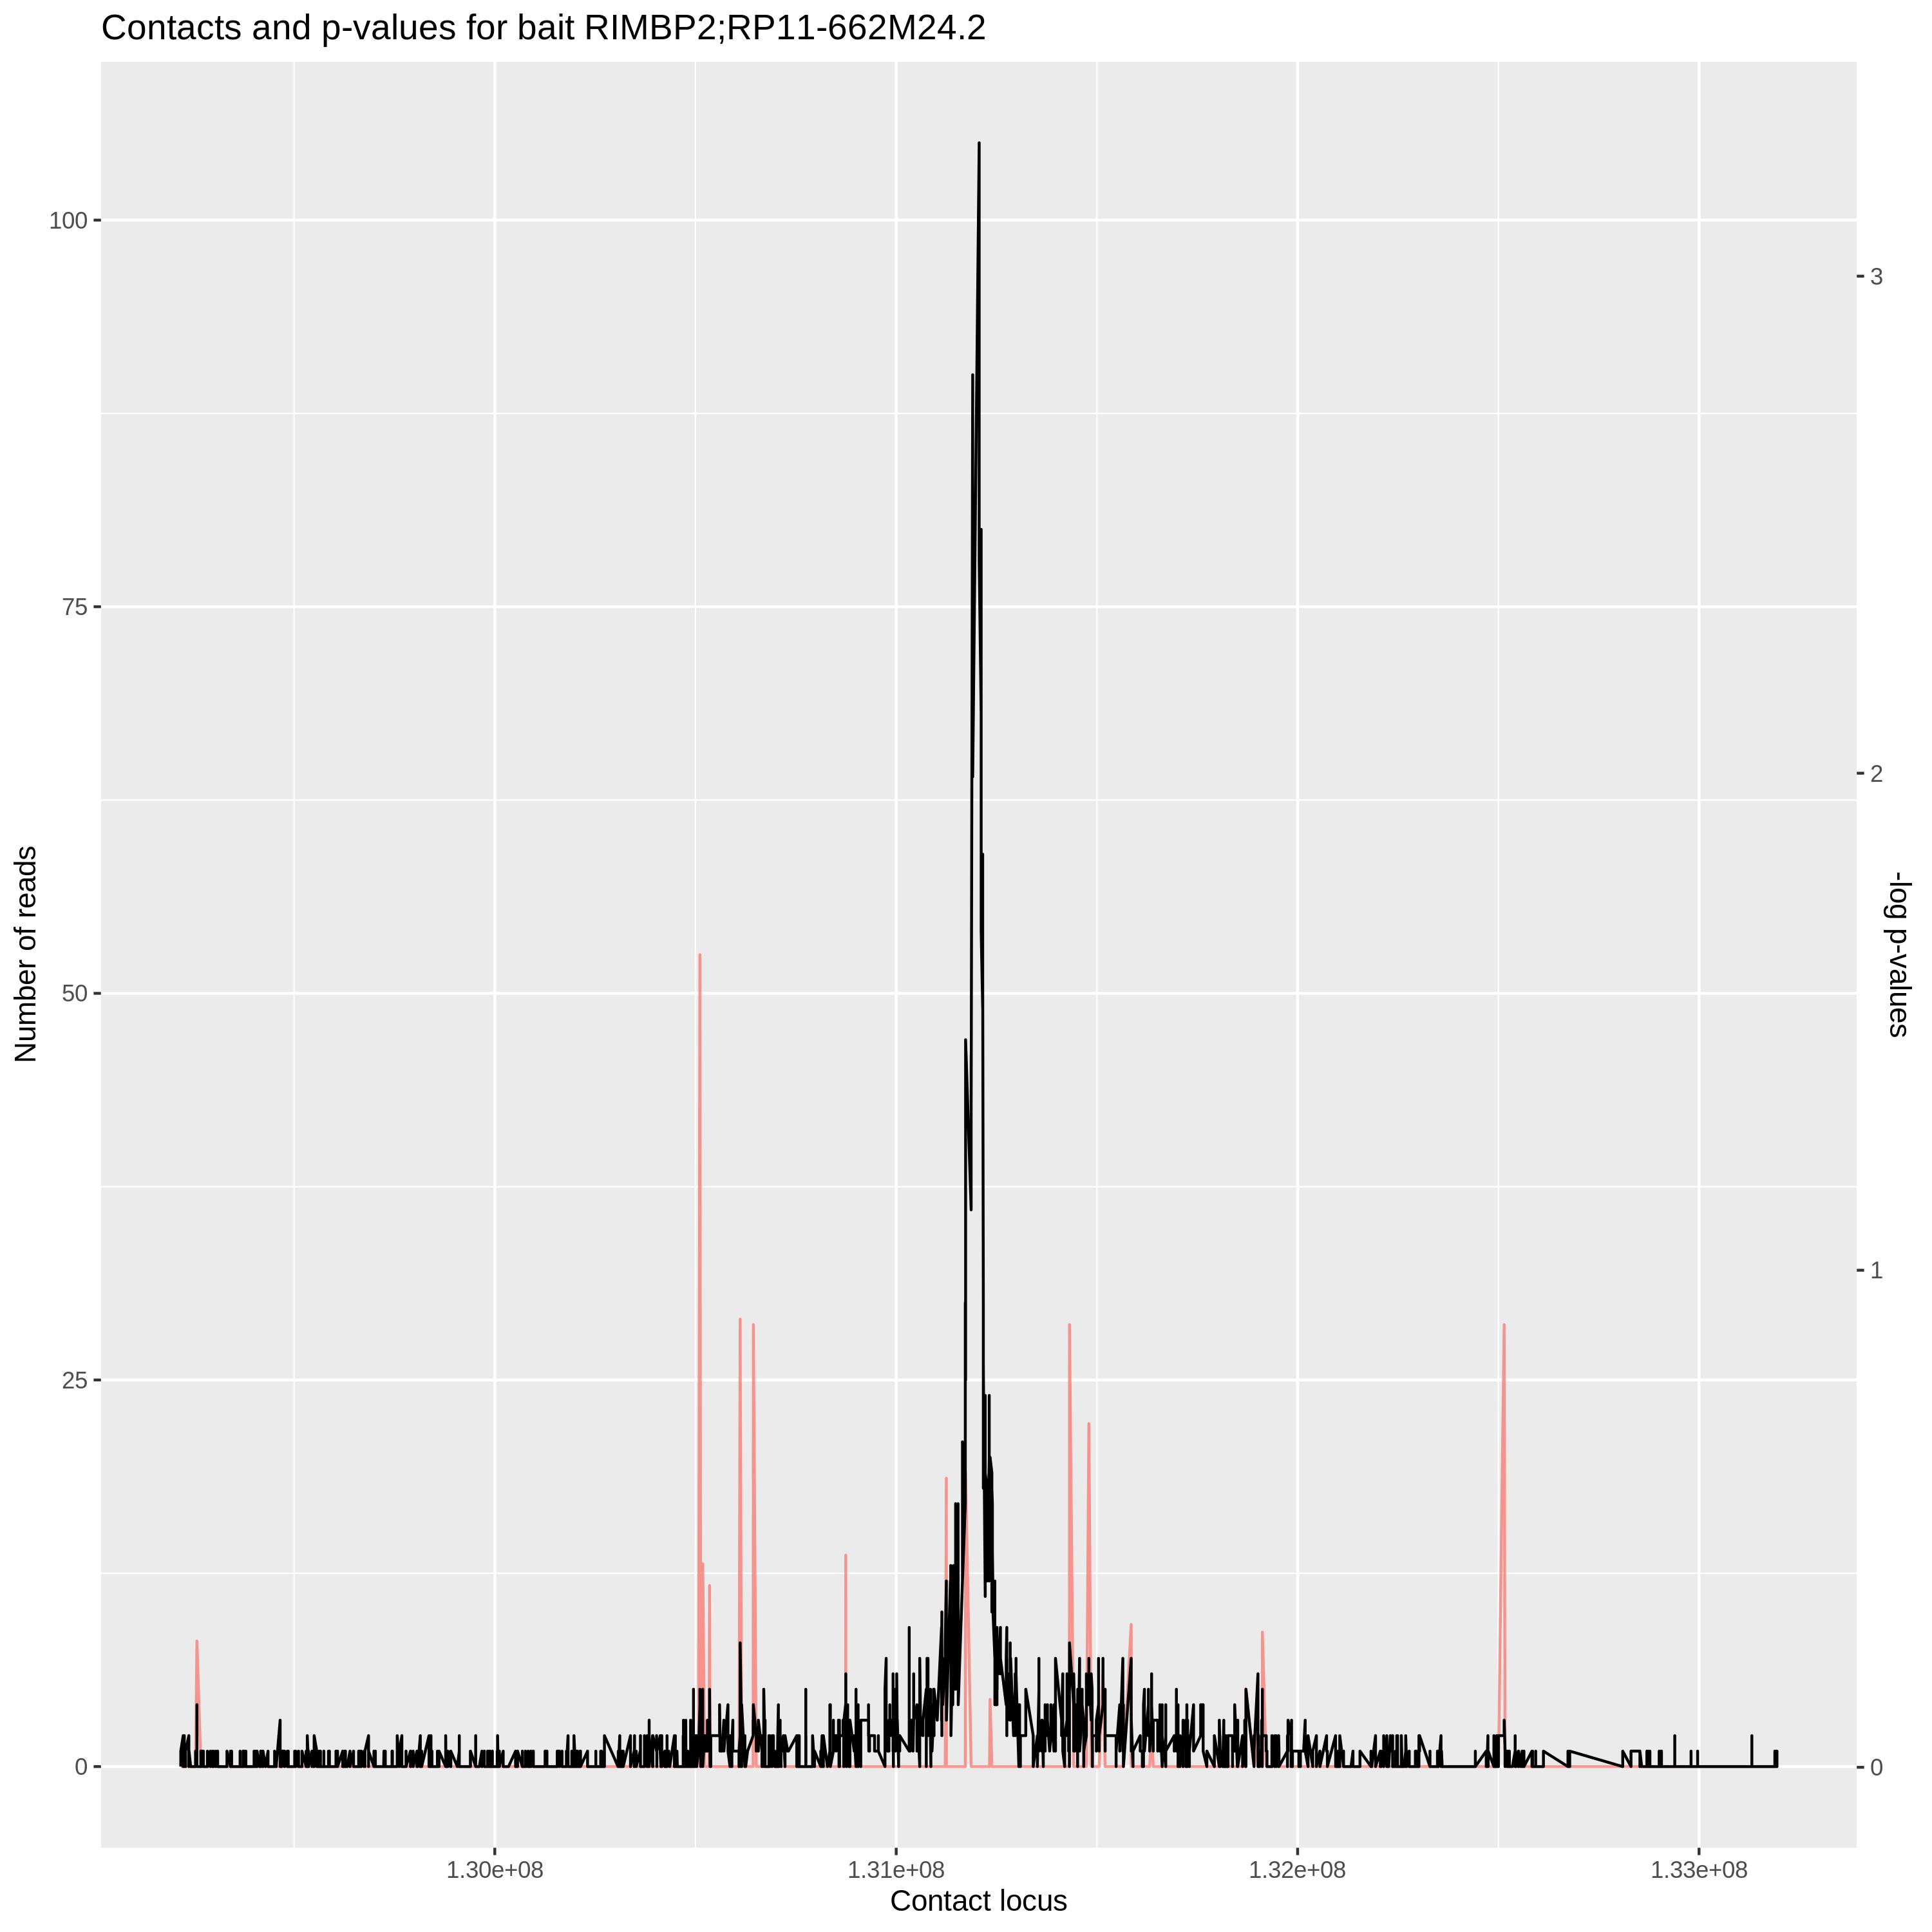 Contacts and p-values for bait RIMBP2;RP11-662M24.2
100
75
50
25
0
Number of reads
3
2
1
0
-log p-values
1.30e+08
1.31e+08
1.32e+08
1.33e+08
Contact locus